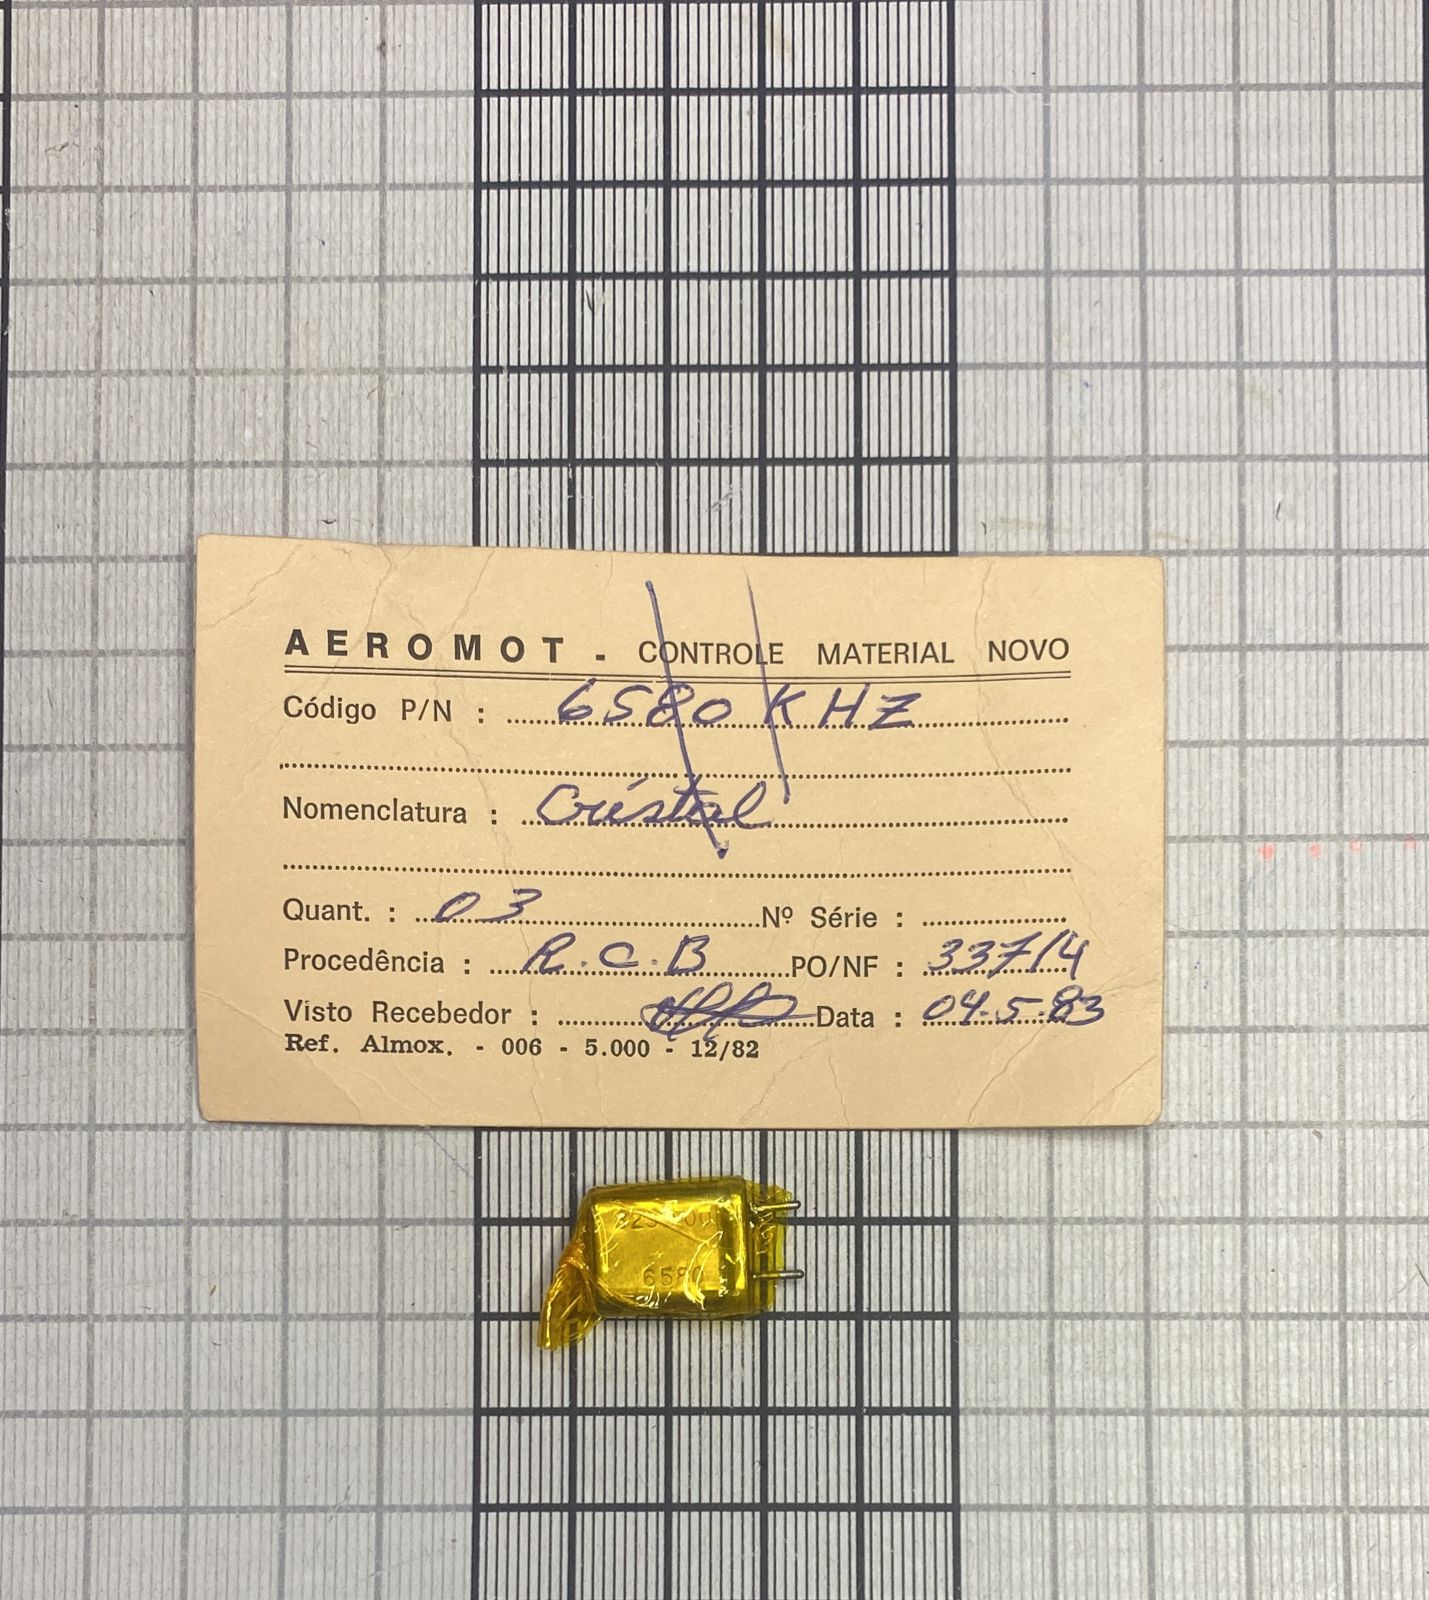 AEROMOT - CONTROLE MATERIAL NOVO
Código P/N : 6580 KHZ
Nomenclatura : Cristal
Quant. : 03 Nº Série :
Procedência : R.C.B PO/NF : 337/4
Visto Recebedor : Data : 04.5.83
Ref. Almox. - 006 - 5.000 - 12/82
6580